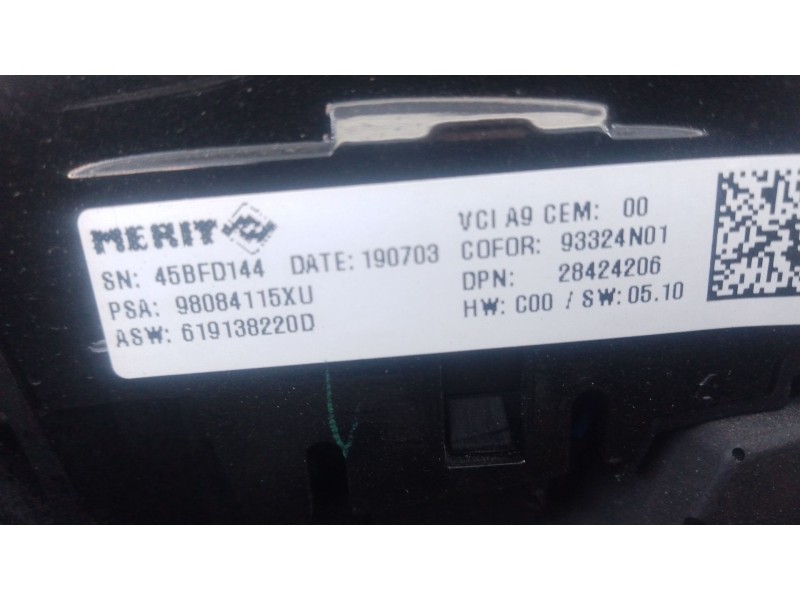 MERIT
SN: 45BFD144 DATE: 190703
PSA: 98084115XU
ASW: 619138220D
VCI A9 CEM: 00
COFOR: 93324N01
DPN: 28424206
HW: C00 / SW: 05.10